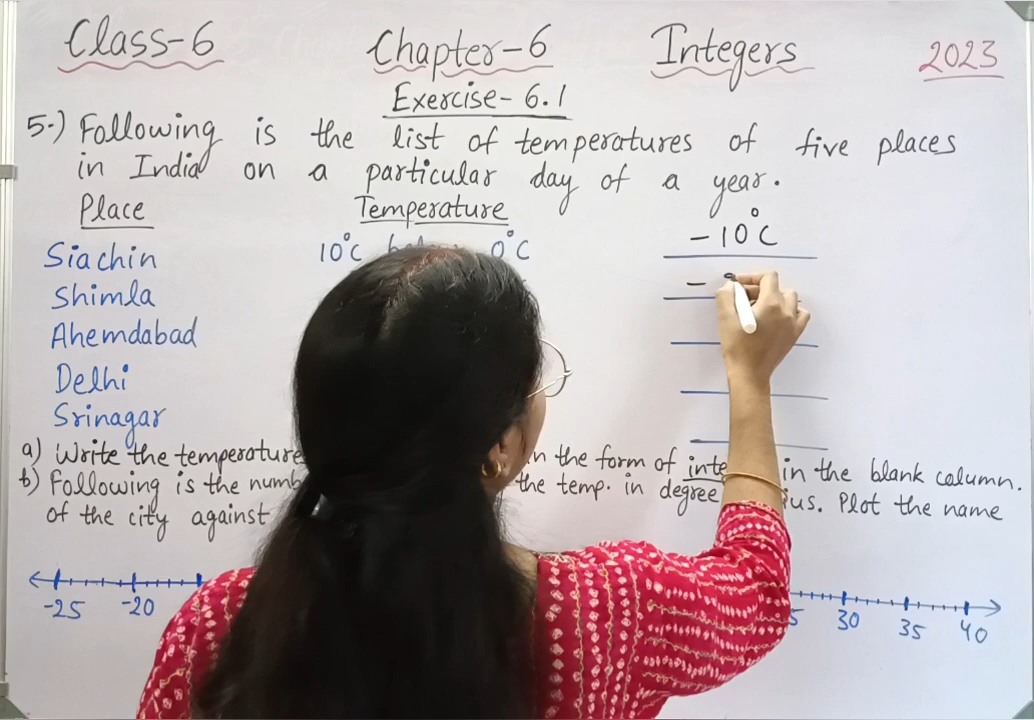 Class-6 Chapter-6 Integers 2023
Exercise-6.1
5.) Following is the list of temperatures of five places
in India on a particular day of a year.
Place Temperature
Siachin 10°C 0°C -10°C
Shimla -
Ahemdabad
Delhi
Srinagar
a) Write the temperature in the form of in the blank column.
b) Following is the the temp. in degree Plot the name
of the city against
-25 -20 30 35 40